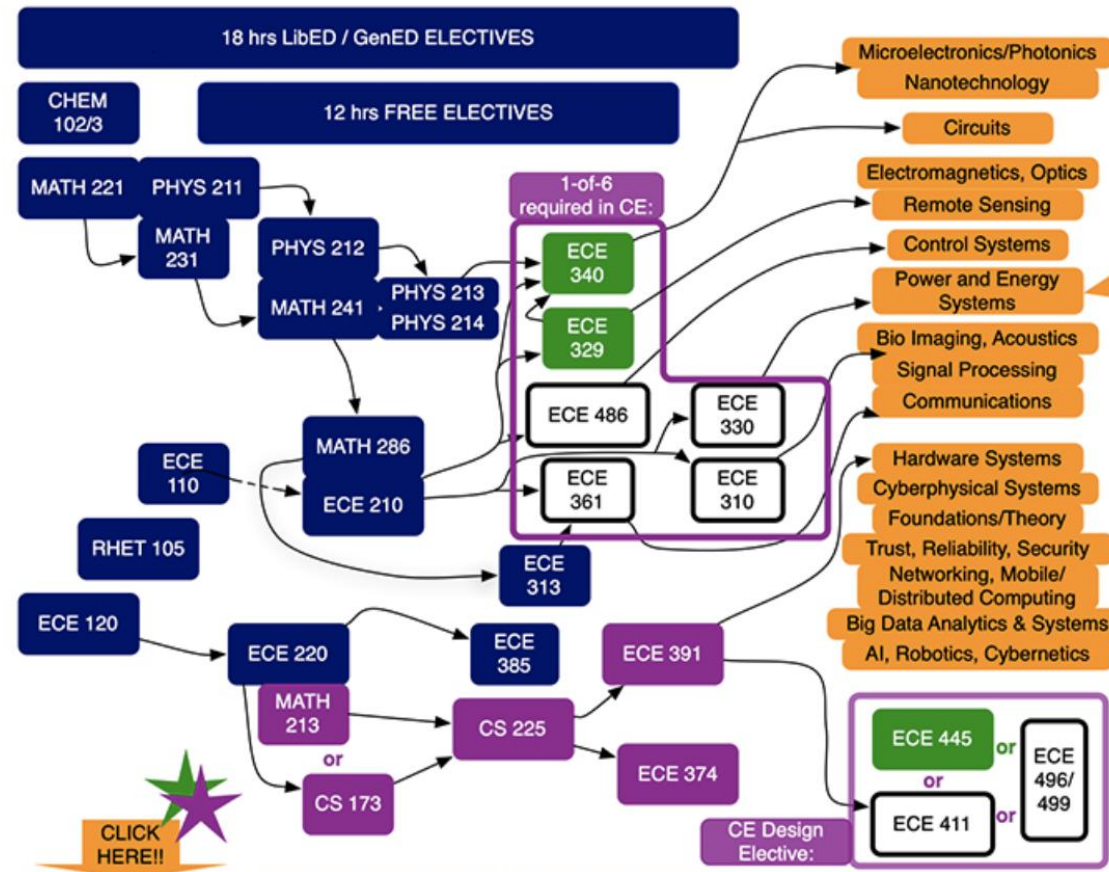 18 hrs LibED / GenED ELECTIVES
CHEM
102/3
12 hrs FREE ELECTIVES
MATH 221
PHYS 211
MATH
231
PHYS 212
MATH 241
PHYS 213
PHYS 214
1-of-6
required in CE:
ECE
340
ECE
329
ECE 486
ECE
330
ECE
361
ECE
310
MATH 286
ECE 210
ECE
110
RHET 105
ECE
313
ECE 120
ECE 220
ECE
385
MATH
213
or
CS 173
CS 225
ECE 391
ECE 374
Microelectronics/Photonics
Nanotechnology
Circuits
Electromagnetics, Optics
Remote Sensing
Control Systems
Power and Energy
Systems
Bio Imaging, Acoustics
Signal Processing
Communications
Hardware Systems
Cyberphysical Systems
Foundations/Theory
Trust, Reliability, Security
Networking, Mobile/
Distributed Computing
Big Data Analytics & Systems
AI, Robotics, Cybernetics
ECE 445
or
ECE
496/
499
or
ECE 411
or
CE Design
Elective:
CLICK
HERE!!